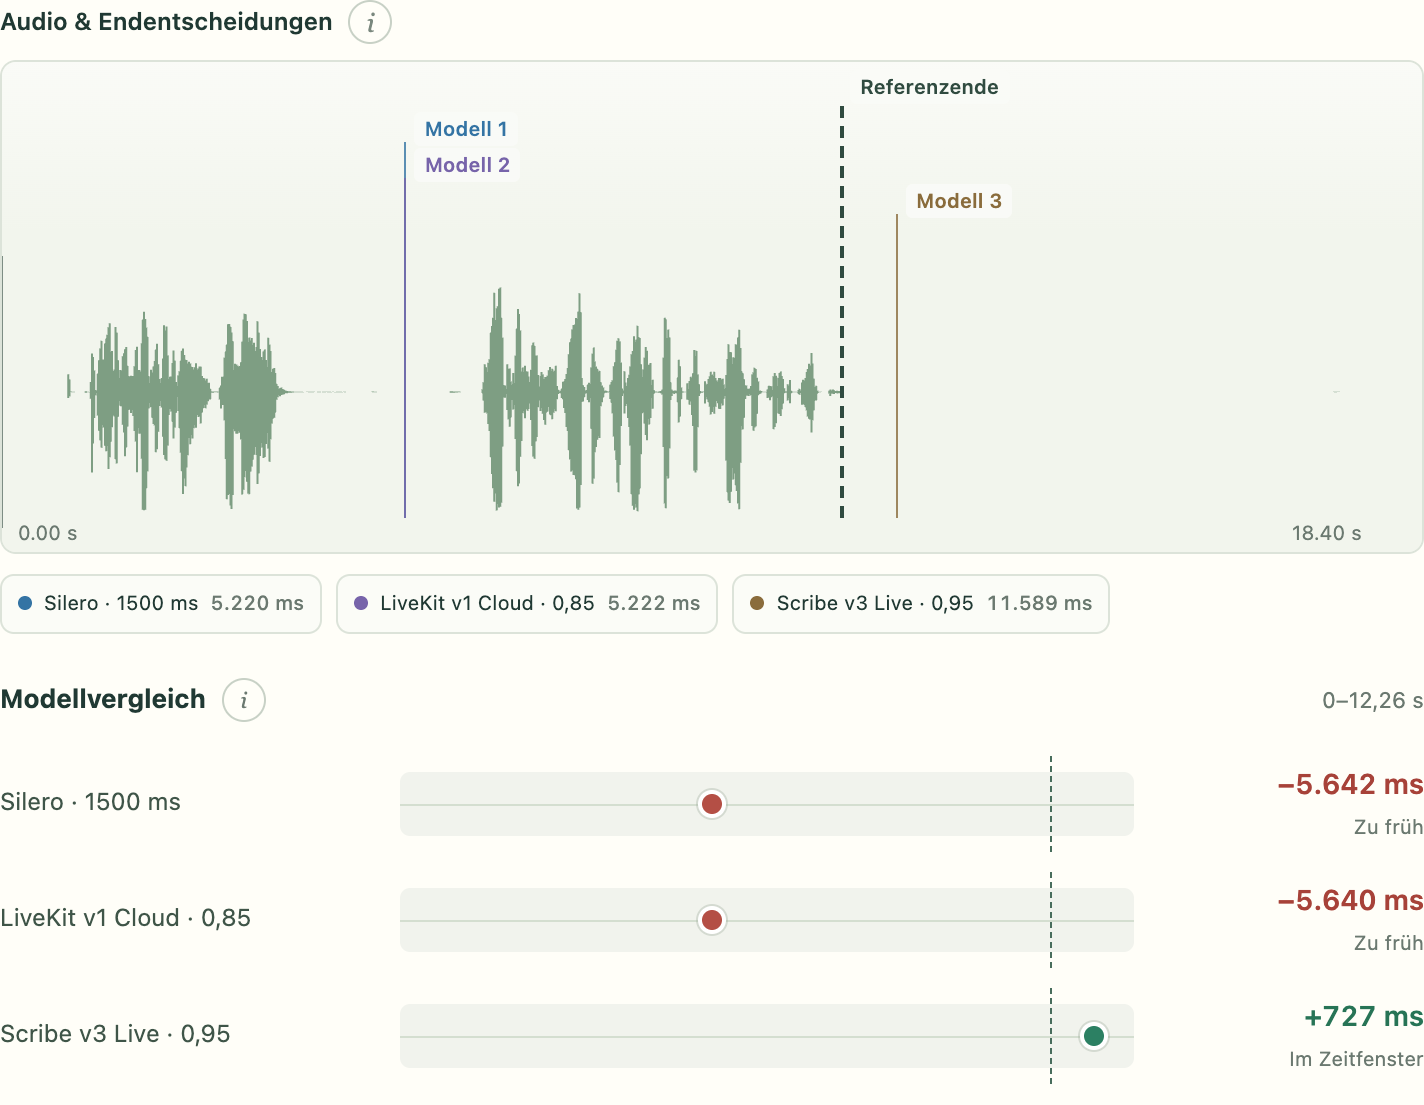 Audio & Endentscheidungen i
Referenzende
Modell 1
Modell 2
Modell 3
0.00 s
18.40 s
Silero · 1500 ms 5.220 ms
LiveKit v1 Cloud · 0,85 5.222 ms
Scribe v3 Live · 0,95 11.589 ms
Modellvergleich i
0–12,26 s
Silero · 1500 ms
−5.642 ms
Zu früh
LiveKit v1 Cloud · 0,85
−5.640 ms
Zu früh
Scribe v3 Live · 0,95
+727 ms
Im Zeitfenster